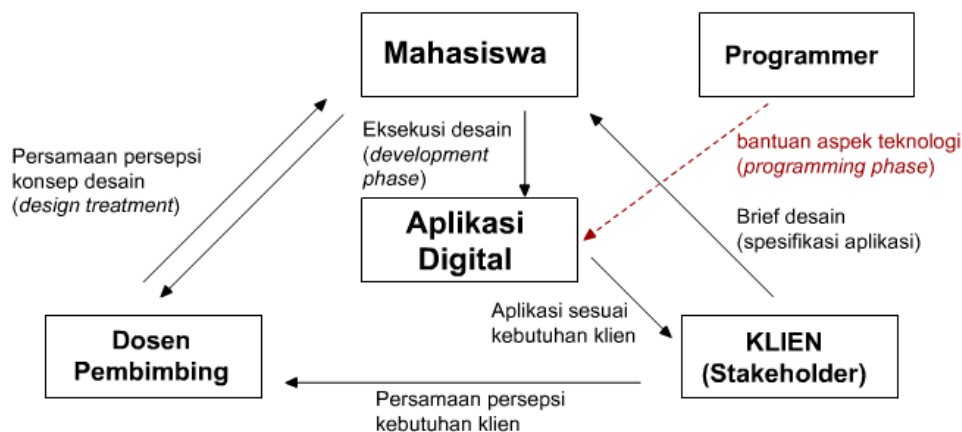 Mahasiswa
Programmer
Eksekusi desain
(development
phase)
bantuan aspek teknologi
(programming phase)
Persamaan persepsi
konsep desain
(design treatment)
Aplikasi
Digital
Brief desain
(spesifikasi aplikasi)
Aplikasi sesuai
kebutuhan klien
Dosen
Pembimbing
KLIEN
(Stakeholder)
Persamaan persepsi
kebutuhan klien